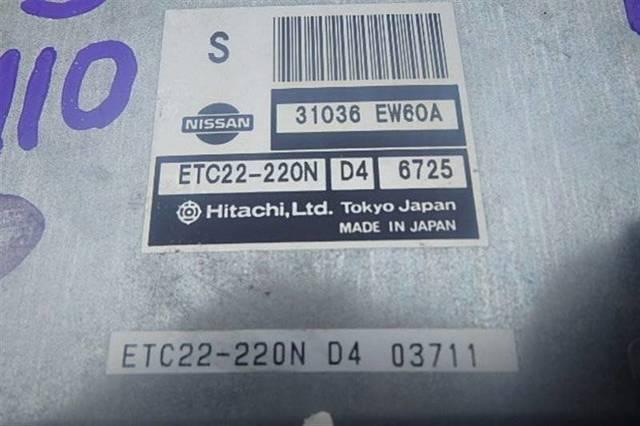 S
NISSAN
31036 EW60A
ETC22-220N D4 6725
Hitachi, Ltd. Tokyo Japan
MADE IN JAPAN
ETC22-220N D4 03711